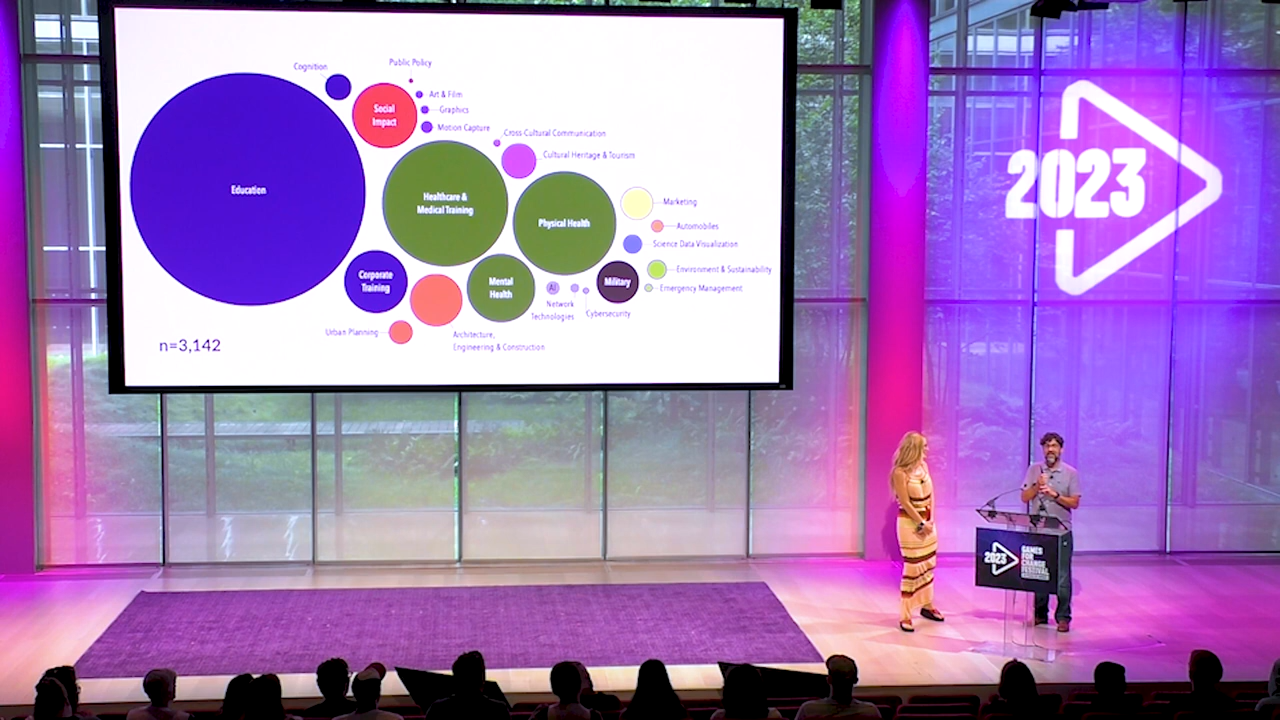 Cognition
Public Policy
Social
Impact
Art & Film
Graphics
Motion Capture
Cross-Cultural Communication
Cultural Heritage & Tourism
Education
Healthcare &
Medical Training
Physical Health
Marketing
Automobiles
Science Data Visualization
Environment & Sustainability
Emergency Management
Corporate
Training
Mental
Health
AI
Military
Network
Technologies
Cybersecurity
Urban Planning
Architecture,
Engineering & Construction
n=3,142
2023
2023
GAMES
FOR
CHANGE
FESTIVAL